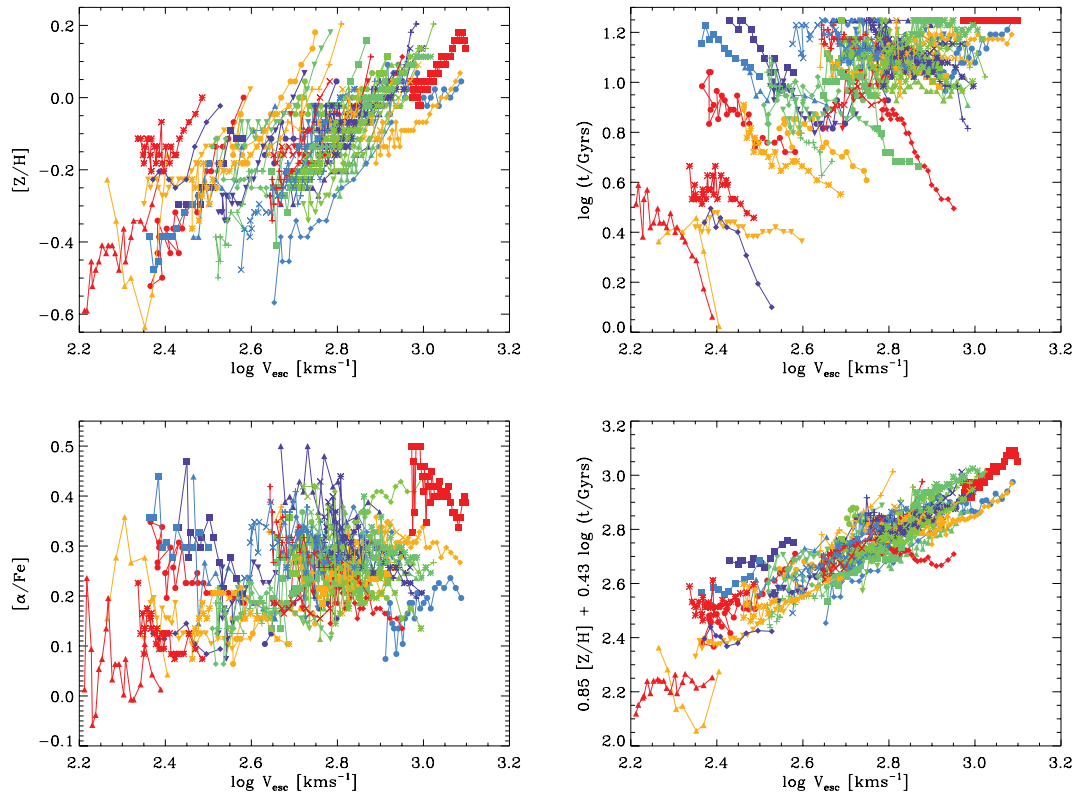 0.2
0.0
−0.2
−0.4
−0.6
[Z/H]
2.2 2.4 2.6 2.8 3.0 3.2
log V_esc [kms⁻¹]
1.2
1.0
0.8
0.6
0.4
0.2
0.0
log (t/Gyrs)
2.2 2.4 2.6 2.8 3.0 3.2
log V_esc [kms⁻¹]
0.5
0.4
0.3
0.2
0.1
0.0
−0.1
[α/Fe]
2.2 2.4 2.6 2.8 3.0 3.2
log V_esc [kms⁻¹]
3.2
3.0
2.8
2.6
2.4
2.2
2.0
0.85 [Z/H] + 0.43 log (t/Gyrs)
2.2 2.4 2.6 2.8 3.0 3.2
log V_esc [kms⁻¹]